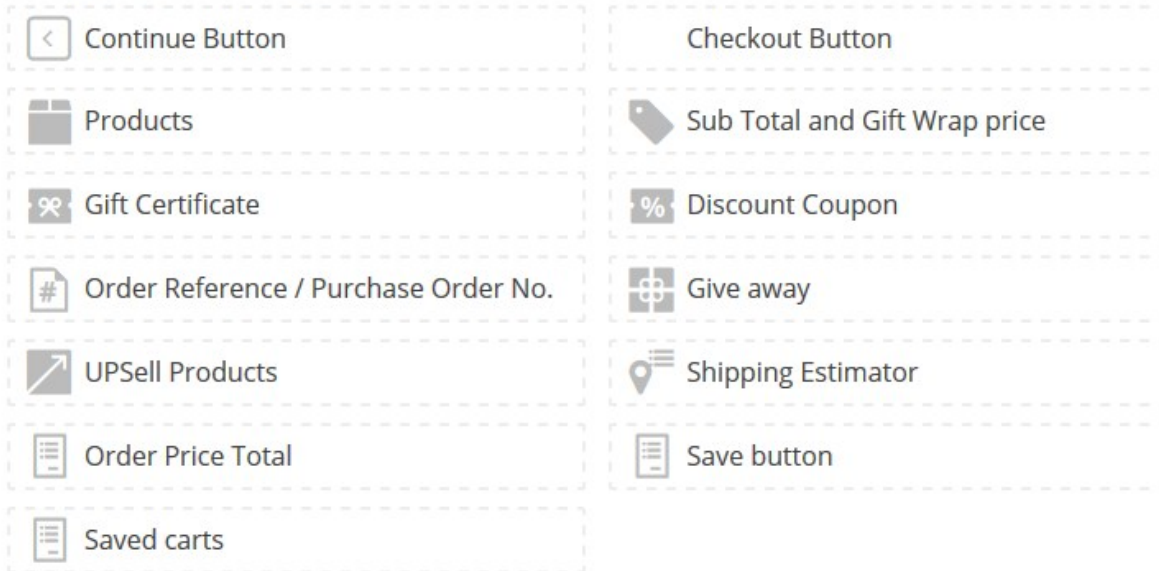 Continue Button
Checkout Button
Products
Sub Total and Gift Wrap price
Gift Certificate
% Discount Coupon
# Order Reference / Purchase Order No.
Give away
UPSell Products
Shipping Estimator
Order Price Total
Save button
Saved carts